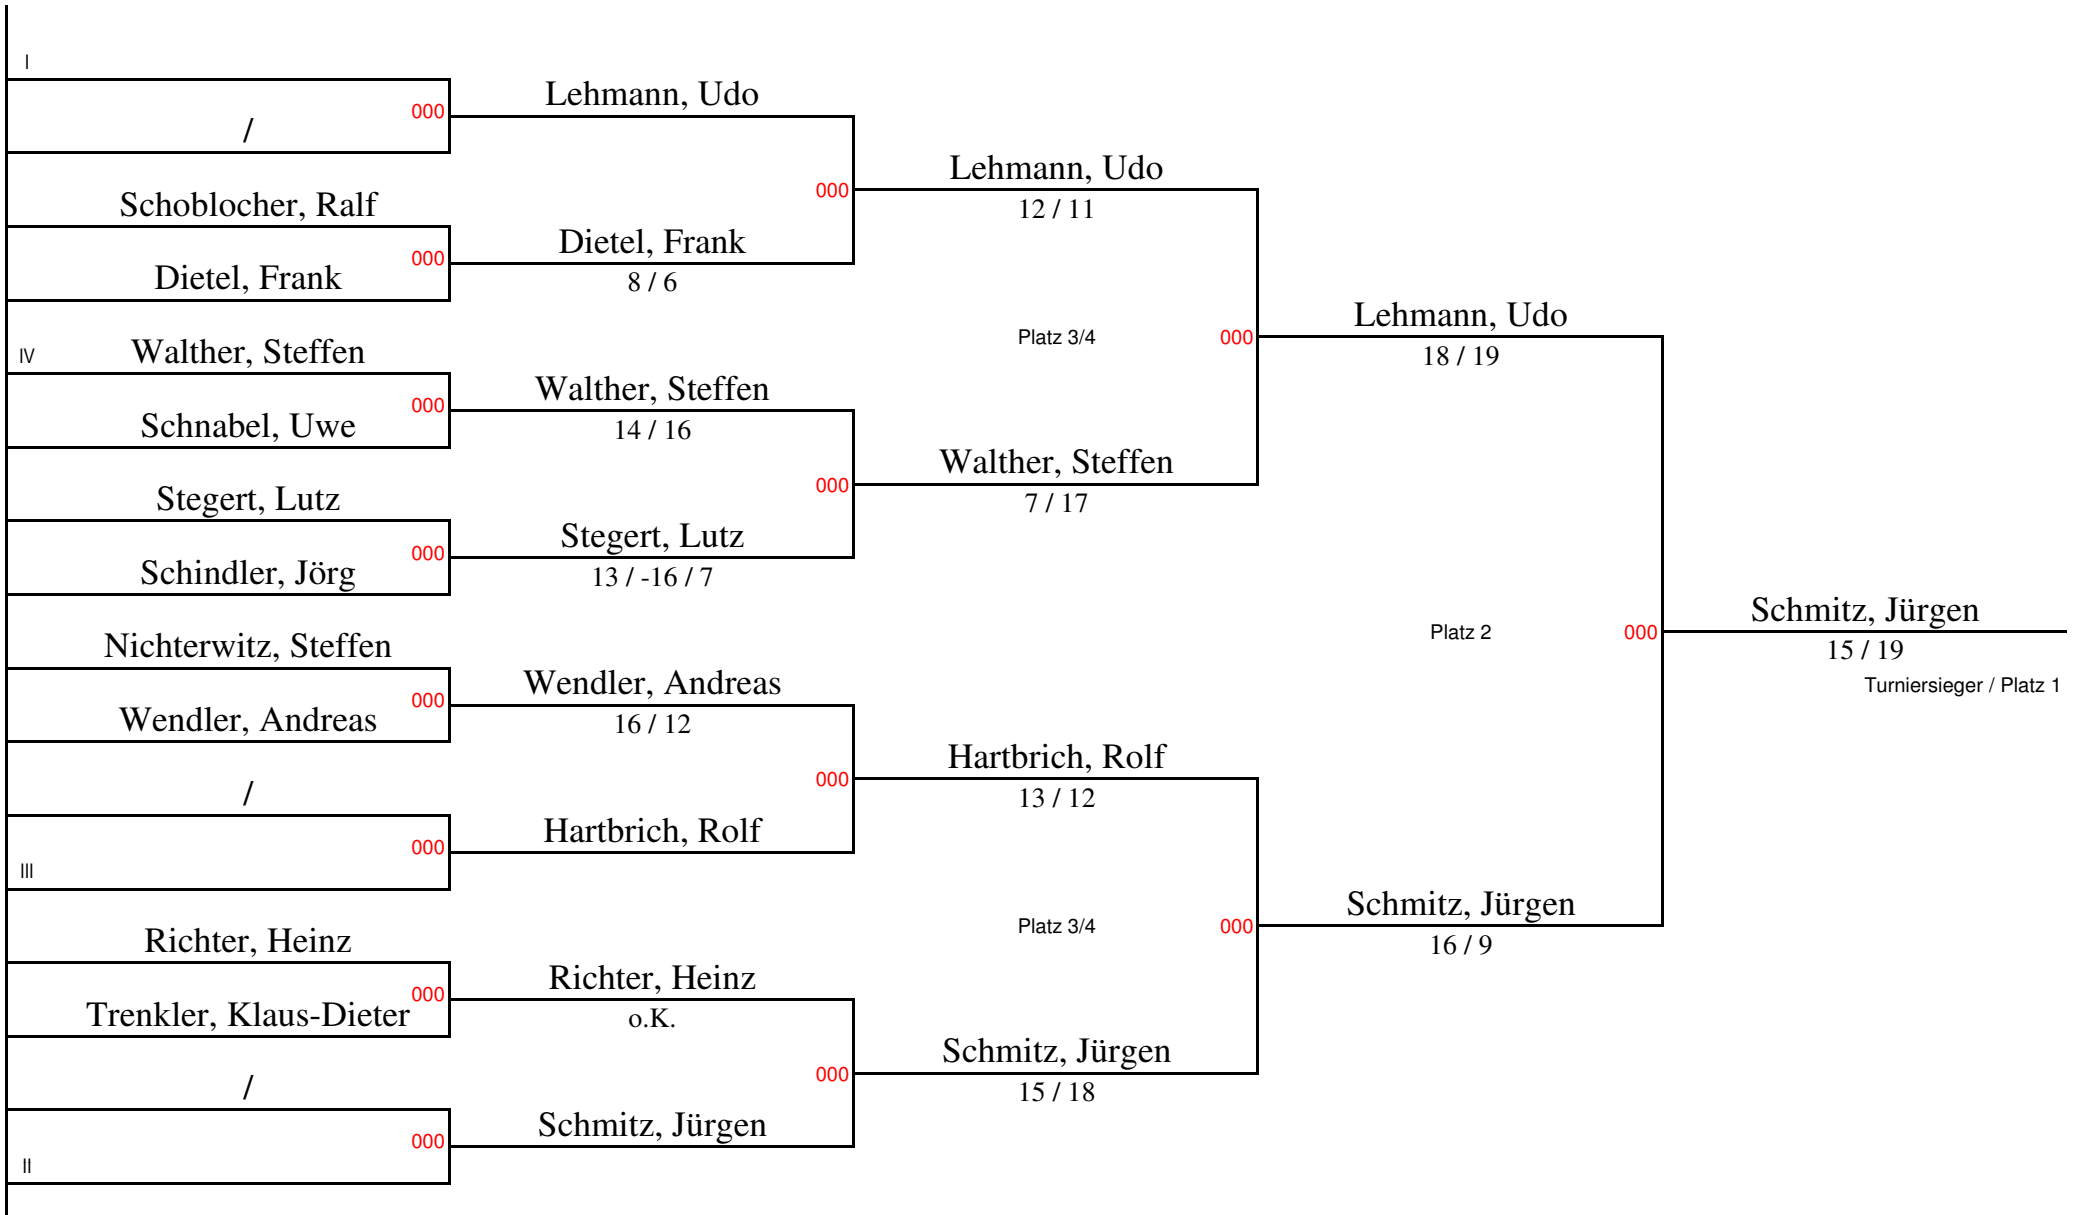 I
000
/
Lehmann, Udo
Schoblocher, Ralf
000
Dietel, Frank
Dietel, Frank
8 / 6
000
Lehmann, Udo
12 / 11
IV
Walther, Steffen
000
Schnabel, Uwe
Walther, Steffen
14 / 16
Stegert, Lutz
000
Schindler, Jörg
Stegert, Lutz
13 / -16 / 7
000
Walther, Steffen
7 / 17
Platz 3/4
000
Lehmann, Udo
18 / 19
Nichterwitz, Steffen
000
Wendler, Andreas
Wendler, Andreas
16 / 12
/
000
III
Hartbrich, Rolf
000
Hartbrich, Rolf
13 / 12
Richter, Heinz
000
Trenkler, Klaus-Dieter
Richter, Heinz
o.K.
/
000
II
Schmitz, Jürgen
000
Schmitz, Jürgen
15 / 18
Platz 3/4
000
Schmitz, Jürgen
16 / 9
Platz 2
000
Schmitz, Jürgen
15 / 19
Turniersieger / Platz 1